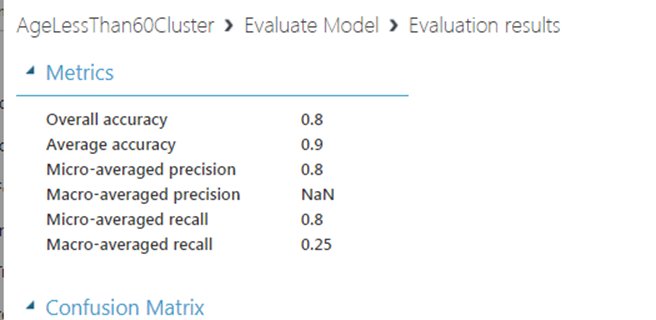 AgeLessThan60Cluster > Evaluate Model > Evaluation results
Metrics
Overall accuracy 0.8
Average accuracy 0.9
Micro-averaged precision 0.8
Macro-averaged precision NaN
Micro-averaged recall 0.8
Macro-averaged recall 0.25
Confusion Matrix